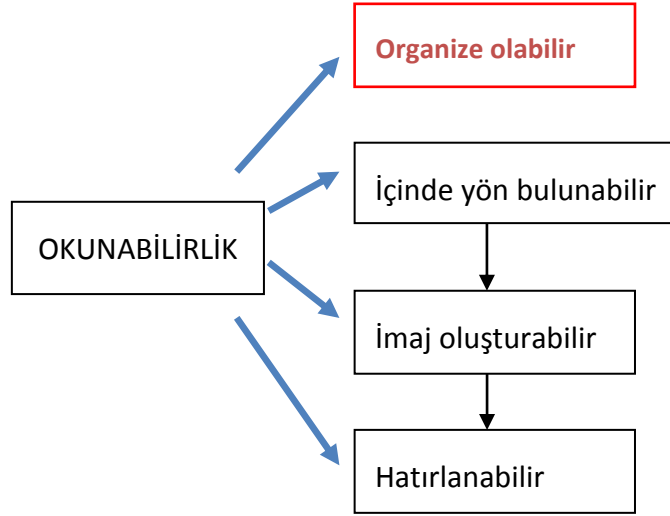 Organize olabilir
İçinde yön bulunabilir
OKUNABİLİRLİK
İmaj oluşturabilir
Hatırlanabilir